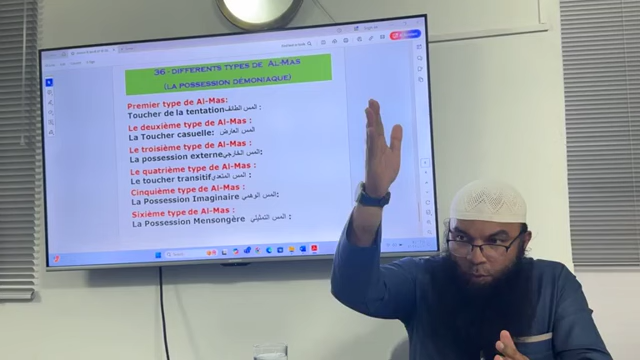 36 - DIFFERENTS TYPES DE AL-MAS
(LA POSSESSION DÉMONIAQUE)
Premier type de Al-Mas:
Toucher de la tentation المس الطائف :
Le deuxième type de Al-Mas :
La Toucher casuelle: المس العارض
Le troisième type de Al-Mas :
La possession externe المس الخارجي:
Le quatrième type de Al-Mas :
Le toucher transitif المس المتعدي :
Cinquième type de Al-Mas :
La Possession Imaginaire المس الوهمي:
Sixième type de Al-Mas :
La Possession Mensongère المس التمثيلي :